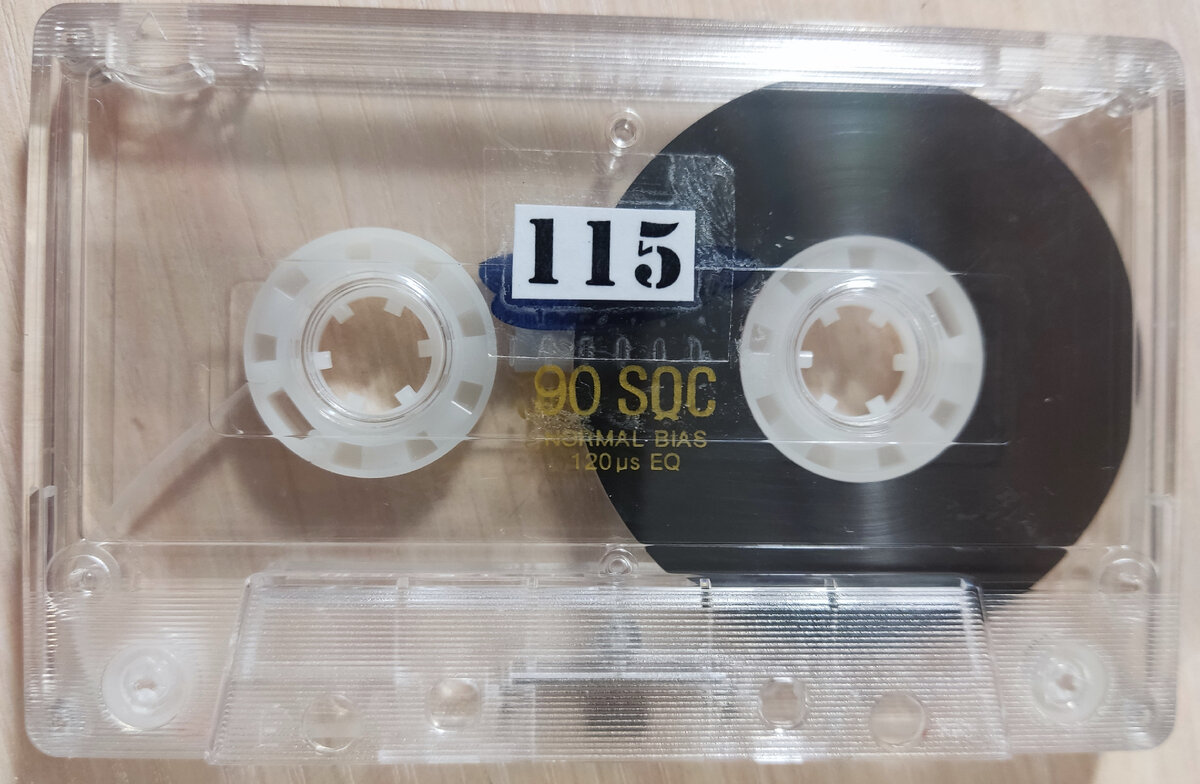 115
90 SQC
NORMAL BIAS
120µs EQ